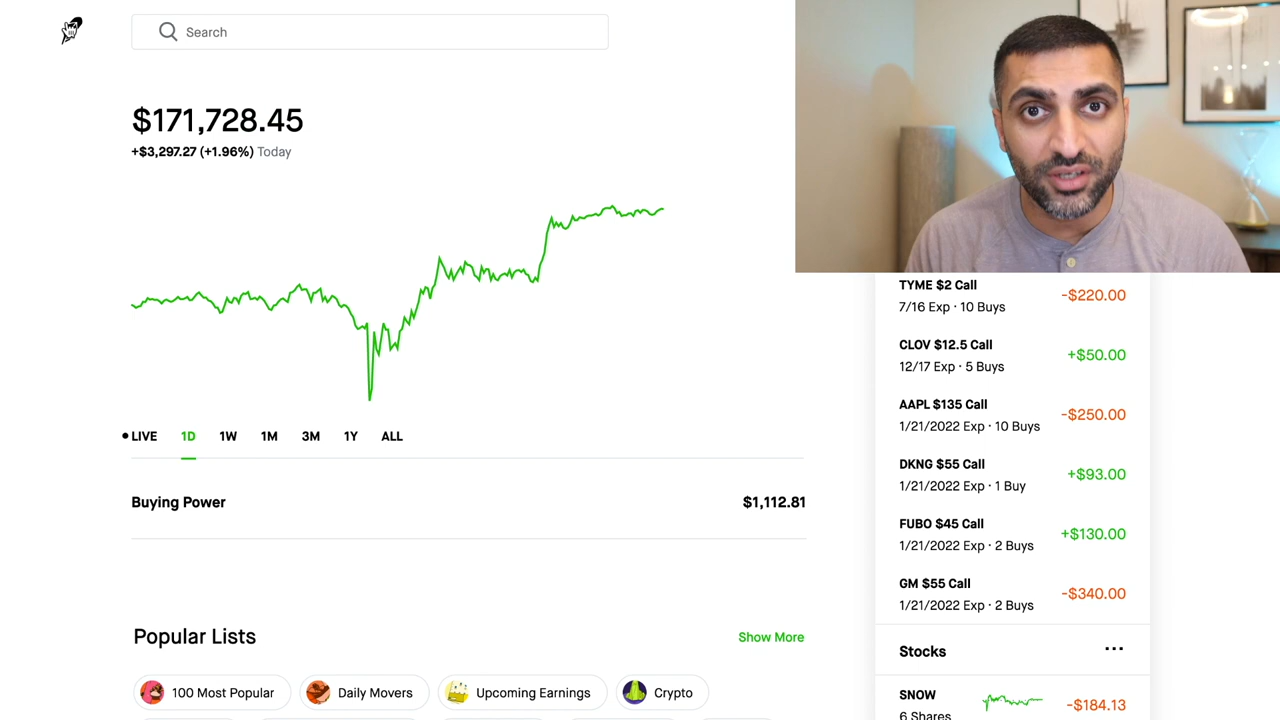 Search
$171,728.45
+$3,297.27 (+1.96%) Today
LIVE 1D 1W 1M 3M 1Y ALL
Buying Power $1,112.81
Popular Lists Show More
100 Most Popular Daily Movers Upcoming Earnings Crypto
TYME $2 Call
7/16 Exp · 10 Buys
-$220.00
CLOV $12.5 Call
12/17 Exp · 5 Buys
+$50.00
AAPL $135 Call
1/21/2022 Exp · 10 Buys
-$250.00
DKNG $55 Call
1/21/2022 Exp · 1 Buy
+$93.00
FUBO $45 Call
1/21/2022 Exp · 2 Buys
+$130.00
GM $55 Call
1/21/2022 Exp · 2 Buys
-$340.00
Stocks
SNOW
6 Shares
-$184.13